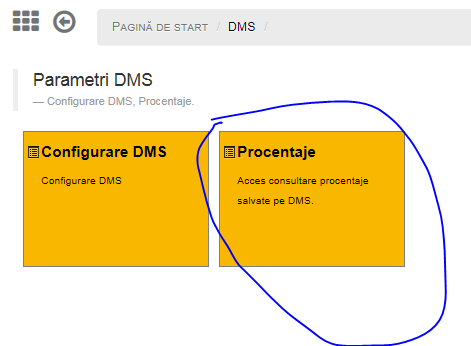 PAGINĂ DE START / DMS /
Parametri DMS
— Configurare DMS, Procentaje.
Configurare DMS
Configurare DMS
Procentaje
Acces consultare procentaje
salvate pe DMS.